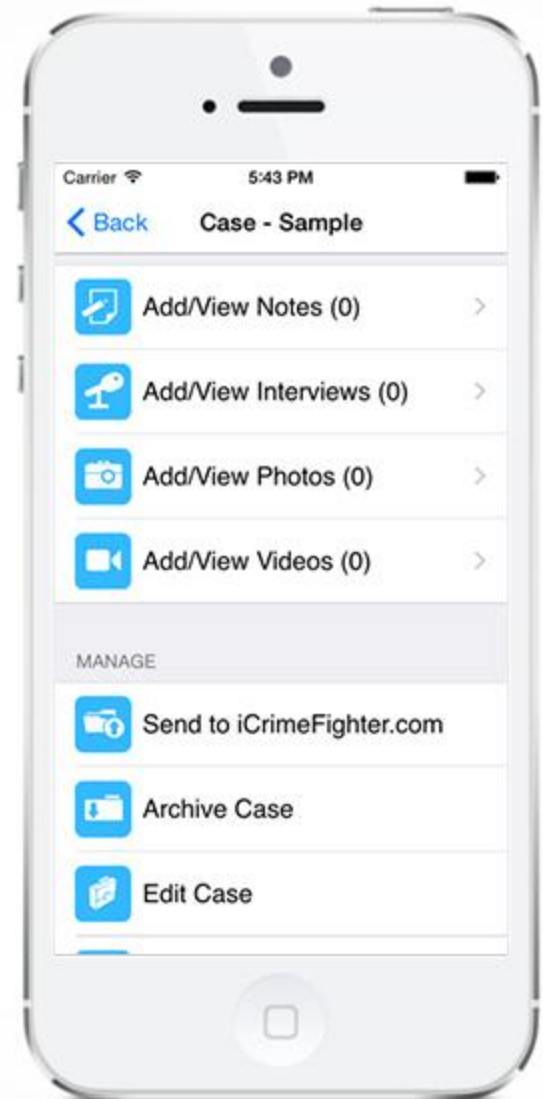 Carrier 5:43 PM
Back Case - Sample
Add/View Notes (0)
Add/View Interviews (0)
Add/View Photos (0)
Add/View Videos (0)
MANAGE
Send to iCrimeFighter.com
Archive Case
Edit Case